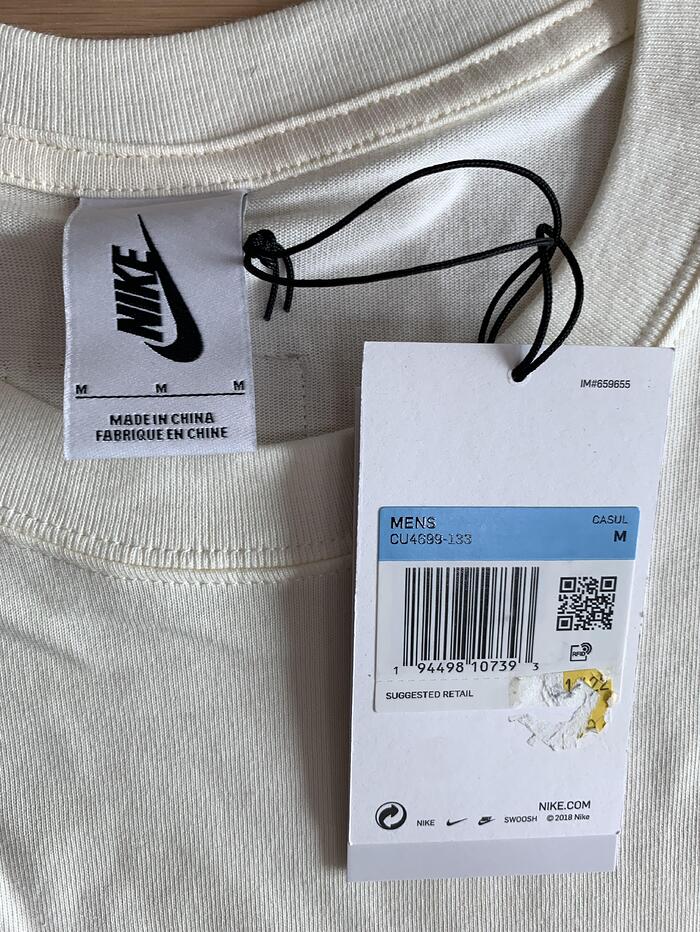 NIKE
M M M
MADE IN CHINA
FABRIQUE EN CHINE
IM#659655
MENS CASUL
CU4699-133 M
1 94498 10739 3
RFID
SUGGESTED RETAIL
NIKE.COM
NIKE SWOOSH © 2018 Nike